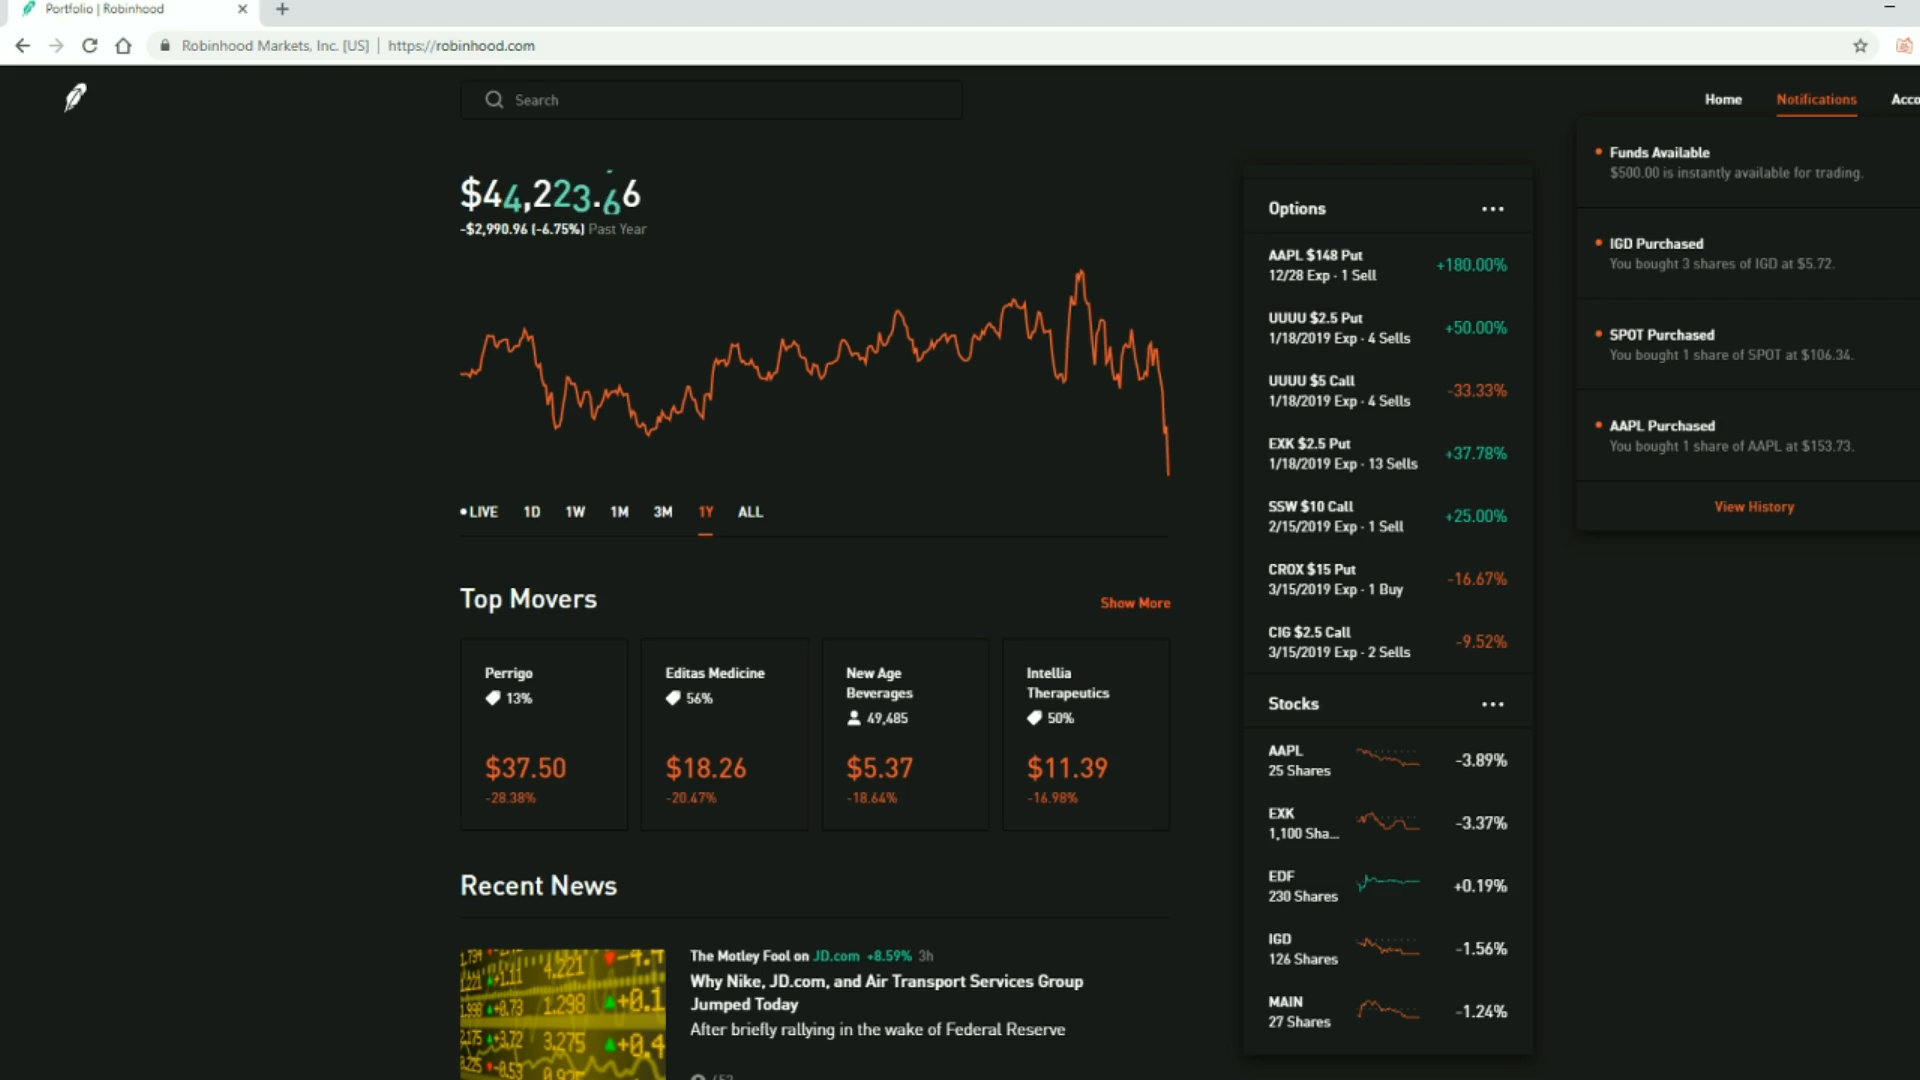 Portfolio | Robinhood
Robinhood Markets, Inc. [US] | https://robinhood.com
Search
Home
Notifications
$44,223.66
-$2,990.96 (-6.75%) Past Year
LIVE 1D 1W 1M 3M 1Y ALL
Top Movers
Show More
Perrigo
13%
$37.50
-28.38%
Editas Medicine
56%
$18.26
-20.47%
New Age
Beverages
49,485
$5.37
-18.64%
Intellia
Therapeutics
50%
$11.39
-16.98%
Recent News
The Motley Fool on JD.com +8.59% 3h
Why Nike, JD.com, and Air Transport Services Group
Jumped Today
After briefly rallying in the wake of Federal Reserve
Options
AAPL $148 Put
12/28 Exp · 1 Sell
+180.00%
UUUU $2.5 Put
1/18/2019 Exp · 4 Sells
+50.00%
UUUU $5 Call
1/18/2019 Exp · 4 Sells
-33.33%
EXK $2.5 Put
1/18/2019 Exp · 13 Sells
+37.78%
SSW $10 Call
2/15/2019 Exp · 1 Sell
+25.00%
CROX $15 Put
3/15/2019 Exp · 1 Buy
-16.67%
CIG $2.5 Call
3/15/2019 Exp · 2 Sells
-9.52%
Stocks
AAPL
25 Shares
-3.89%
EXK
1,100 Sha...
-3.37%
EDF
230 Shares
+0.19%
IGD
126 Shares
-1.56%
MAIN
27 Shares
-1.24%
Funds Available
$500.00 is instantly available for trading.
IGD Purchased
You bought 3 shares of IGD at $5.72.
SPOT Purchased
You bought 1 share of SPOT at $106.34.
AAPL Purchased
You bought 1 share of AAPL at $153.73.
View History